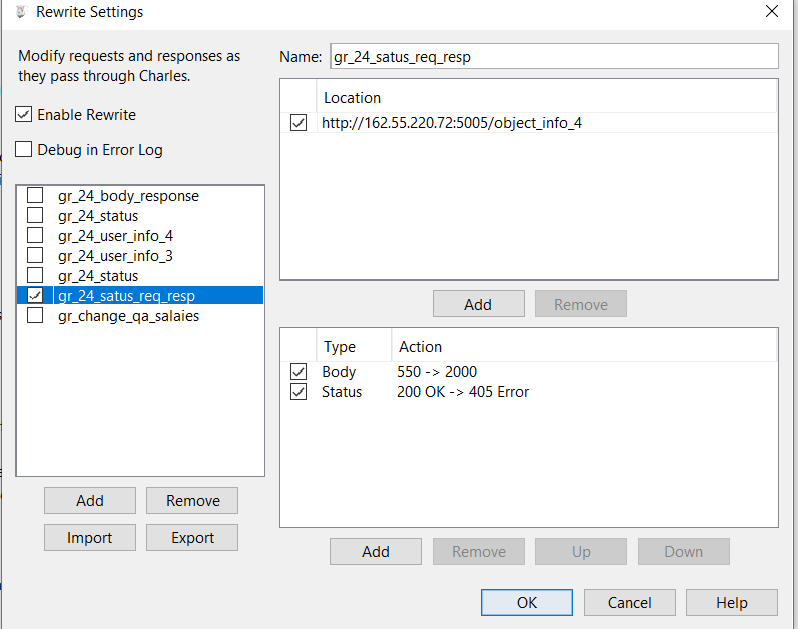 Rewrite Settings
Modify requests and responses as
they pass through Charles.
Enable Rewrite
Debug in Error Log
gr_24_body_response
gr_24_status
gr_24_user_info_4
gr_24_user_info_3
gr_24_status
gr_24_satus_req_resp
gr_change_qa_salaies
Add Remove
Import Export
Name: gr_24_satus_req_resp
Location
http://162.55.220.72:5005/object_info_4
Add Remove
Type Action
Body 550 -> 2000
Status 200 OK -> 405 Error
Add Remove Up Down
OK Cancel Help